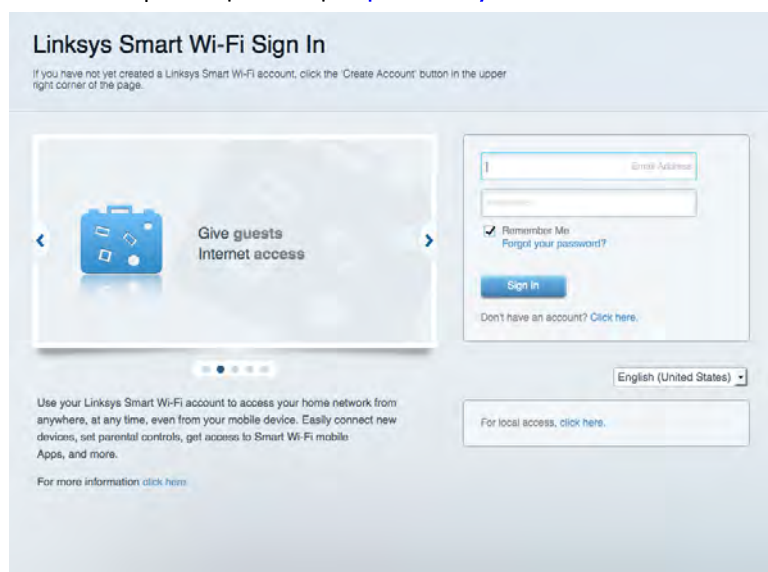 Linksys Smart Wi-Fi Sign In
If you have not yet created a Linksys Smart Wi-Fi account, click the 'Create Account' button in the upper
right corner of the page.
Give guests
Internet access
Email Address
Remember Me
Forgot your password?
Sign In
Don't have an account? Click here.
English (United States)
Use your Linksys Smart Wi-Fi account to access your home network from
anywhere, at any time, even from your mobile device. Easily connect new
devices, set parental controls, get access to Smart Wi-Fi mobile
Apps, and more.
For local access, click here.
For more information click here.